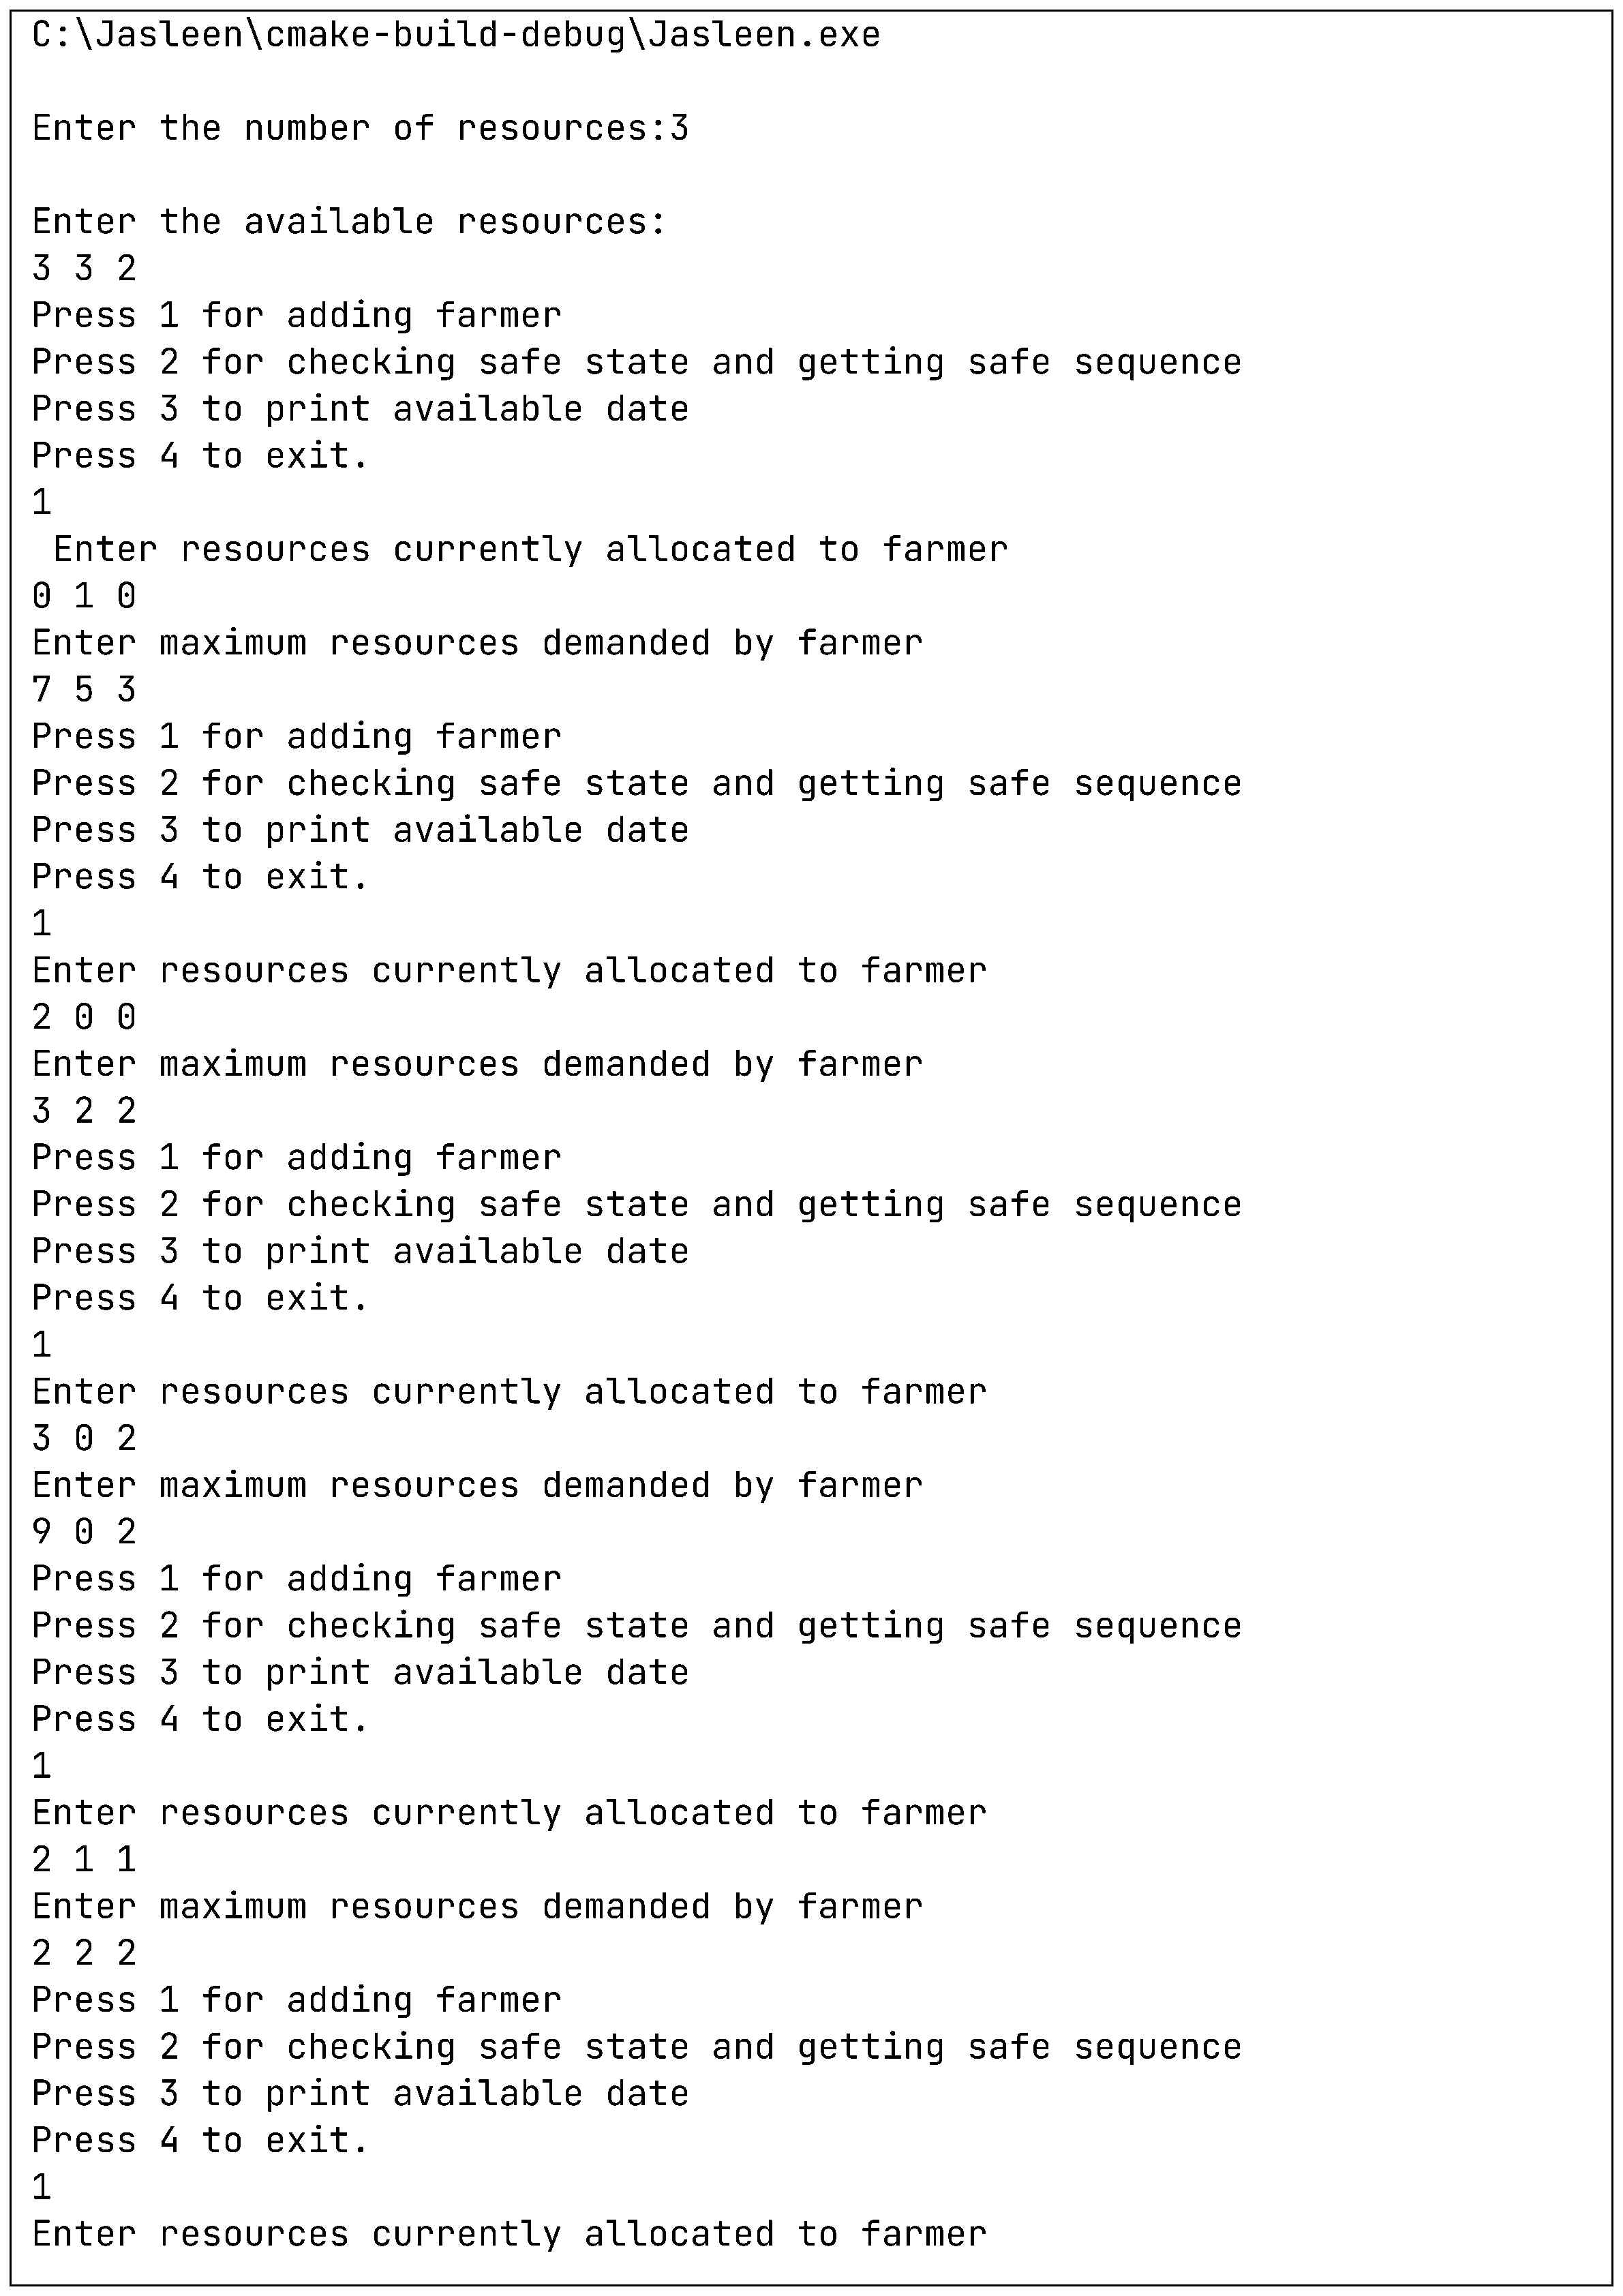 C:\Jasleen\cmake-build-debug\Jasleen.exe
Enter the number of resources:3
Enter the available resources:
3 3 2
Press 1 for adding farmer
Press 2 for checking safe state and getting safe sequence
Press 3 to print available date
Press 4 to exit.
1
Enter resources currently allocated to farmer
0 1 0
Enter maximum resources demanded by farmer
7 5 3
Press 1 for adding farmer
Press 2 for checking safe state and getting safe sequence
Press 3 to print available date
Press 4 to exit.
1
Enter resources currently allocated to farmer
2 0 0
Enter maximum resources demanded by farmer
3 2 2
Press 1 for adding farmer
Press 2 for checking safe state and getting safe sequence
Press 3 to print available date
Press 4 to exit.
1
Enter resources currently allocated to farmer
3 0 2
Enter maximum resources demanded by farmer
9 0 2
Press 1 for adding farmer
Press 2 for checking safe state and getting safe sequence
Press 3 to print available date
Press 4 to exit.
1
Enter resources currently allocated to farmer
2 1 1
Enter maximum resources demanded by farmer
2 2 2
Press 1 for adding farmer
Press 2 for checking safe state and getting safe sequence
Press 3 to print available date
Press 4 to exit.
1
Enter resources currently allocated to farmer